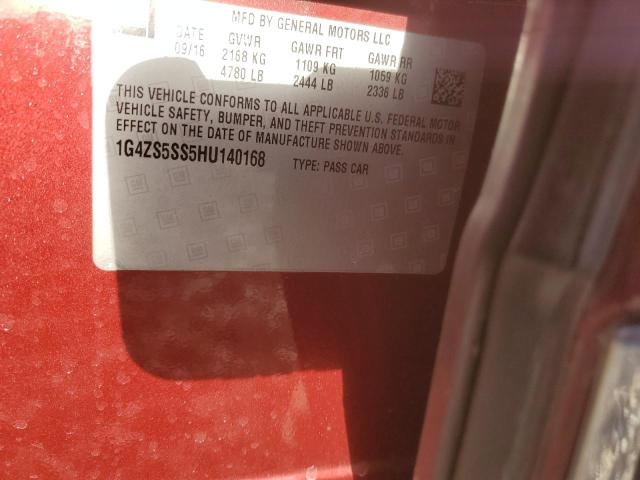 MFD BY GENERAL MOTORS LLC
DATE GVWR GAWR FRT GAWR RR
09/16 2168 KG 1109 KG 1059 KG
4780 LB 2444 LB 2336 LB
THIS VEHICLE CONFORMS TO ALL APPLICABLE U.S. FEDERAL MOTOR
VEHICLE SAFETY, BUMPER, AND THEFT PREVENTION STANDARDS IN
EFFECT ON THE DATE OF MANUFACTURE SHOWN ABOVE.
1G4ZS5SS5HU140168 TYPE: PASS CAR